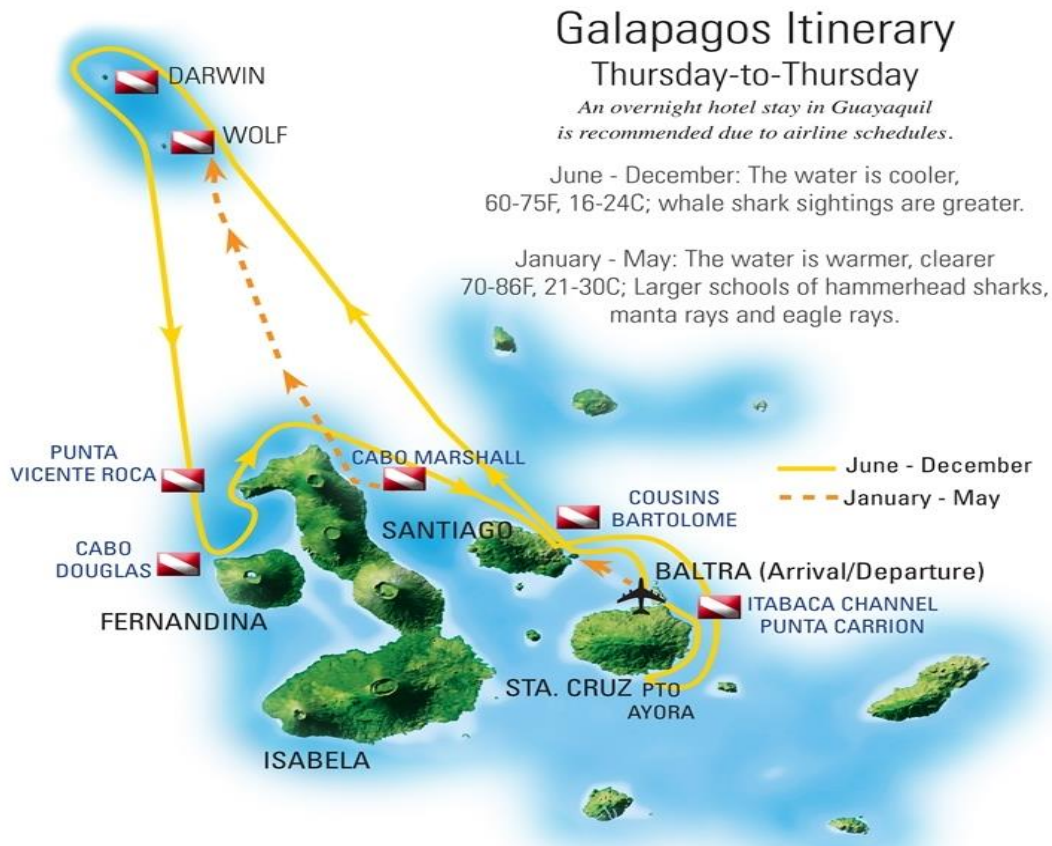 Galapagos Itinerary
Thursday-to-Thursday
An overnight hotel stay in Guayaquil
is recommended due to airline schedules.
June - December: The water is cooler,
60-75F, 16-24C; whale shark sightings are greater.
January - May: The water is warmer, clearer
70-86F, 21-30C; Larger schools of hammerhead sharks,
manta rays and eagle rays.
DARWIN
WOLF
PUNTA
VICENTE ROCA
CABO MARSHALL
June - December
January - May
COUSINS
BARTOLOME
SANTIAGO
CABO
DOUGLAS
BALTRA (Arrival/Departure)
FERNANDINA
ITABACA CHANNEL
PUNTA CARRION
STA. CRUZ
PTO
AYORA
ISABELA